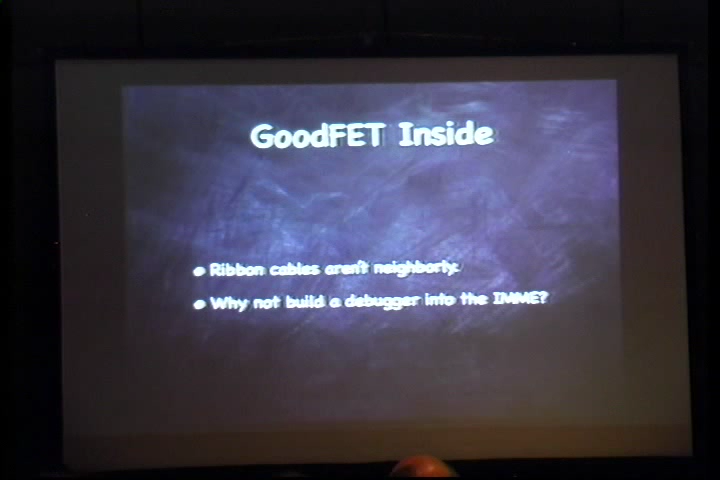 GoodFET Inside
Ribbon cables aren't neighborly.
Why not build a debugger into the IMME?